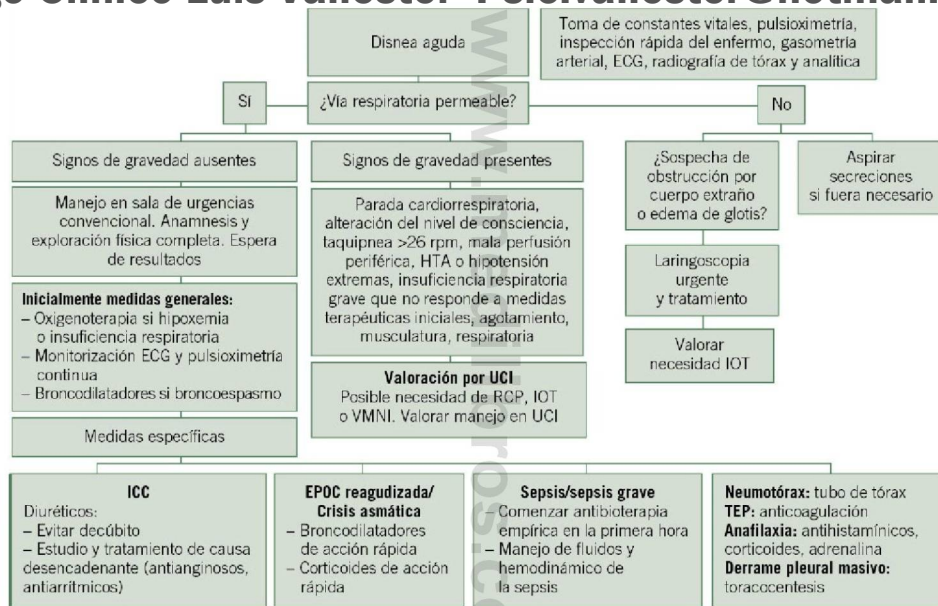 Disnea aguda
Toma de constantes vitales, pulsioximetría,
inspección rápida del enfermo, gasometría
arterial, ECG, radiografía de tórax y analítica
Sí
¿Vía respiratoria permeable?
No
Signos de gravedad ausentes
Manejo en sala de urgencias
convencional. Anamnesis y
exploración física completa. Espera
de resultados
Inicialmente medidas generales:
– Oxigenoterapia si hipoxemia
o insuficiencia respiratoria
– Monitorización ECG y pulsioximetría
continua
– Broncodilatadores si broncoespasmo
Medidas específicas
Signos de gravedad presentes
Parada cardiorrespiratoria,
alteración del nivel de consciencia,
taquipnea >26 rpm, mala perfusión
periférica, HTA o hipotensión
extremas, insuficiencia respiratoria
grave que no responde a medidas
terapéuticas iniciales, agotamiento,
musculatura, respiratoria
Valoración por UCI
Posible necesidad de RCP, IOT
o VMNI. Valorar manejo en UCI
¿Sospecha de
obstrucción por
cuerpo extraño
o edema de glotis?
Laringoscopia
urgente
y tratamiento
Valorar
necesidad IOT
Aspirar
secreciones
si fuera necesario
ICC
Diuréticos:
– Evitar decúbito
– Estudio y tratamiento de causa
desencadenante (antianginosos,
antiarrítmicos)
EPOC reagudizada/
Crisis asmática
– Broncodilatadores
de acción rápida
– Corticoides de acción
rápida
Sepsis/sepsis grave
– Comenzar antibioterapia
empírica en la primera hora
– Manejo de fluidos y
hemodinámico de
la sepsis
Neumotórax: tubo de tórax
TEP: anticoagulación
Anafilaxia: antihistamínicos,
corticoides, adrenalina
Derrame pleural masivo:
toracocentesis
www.medilibros.co